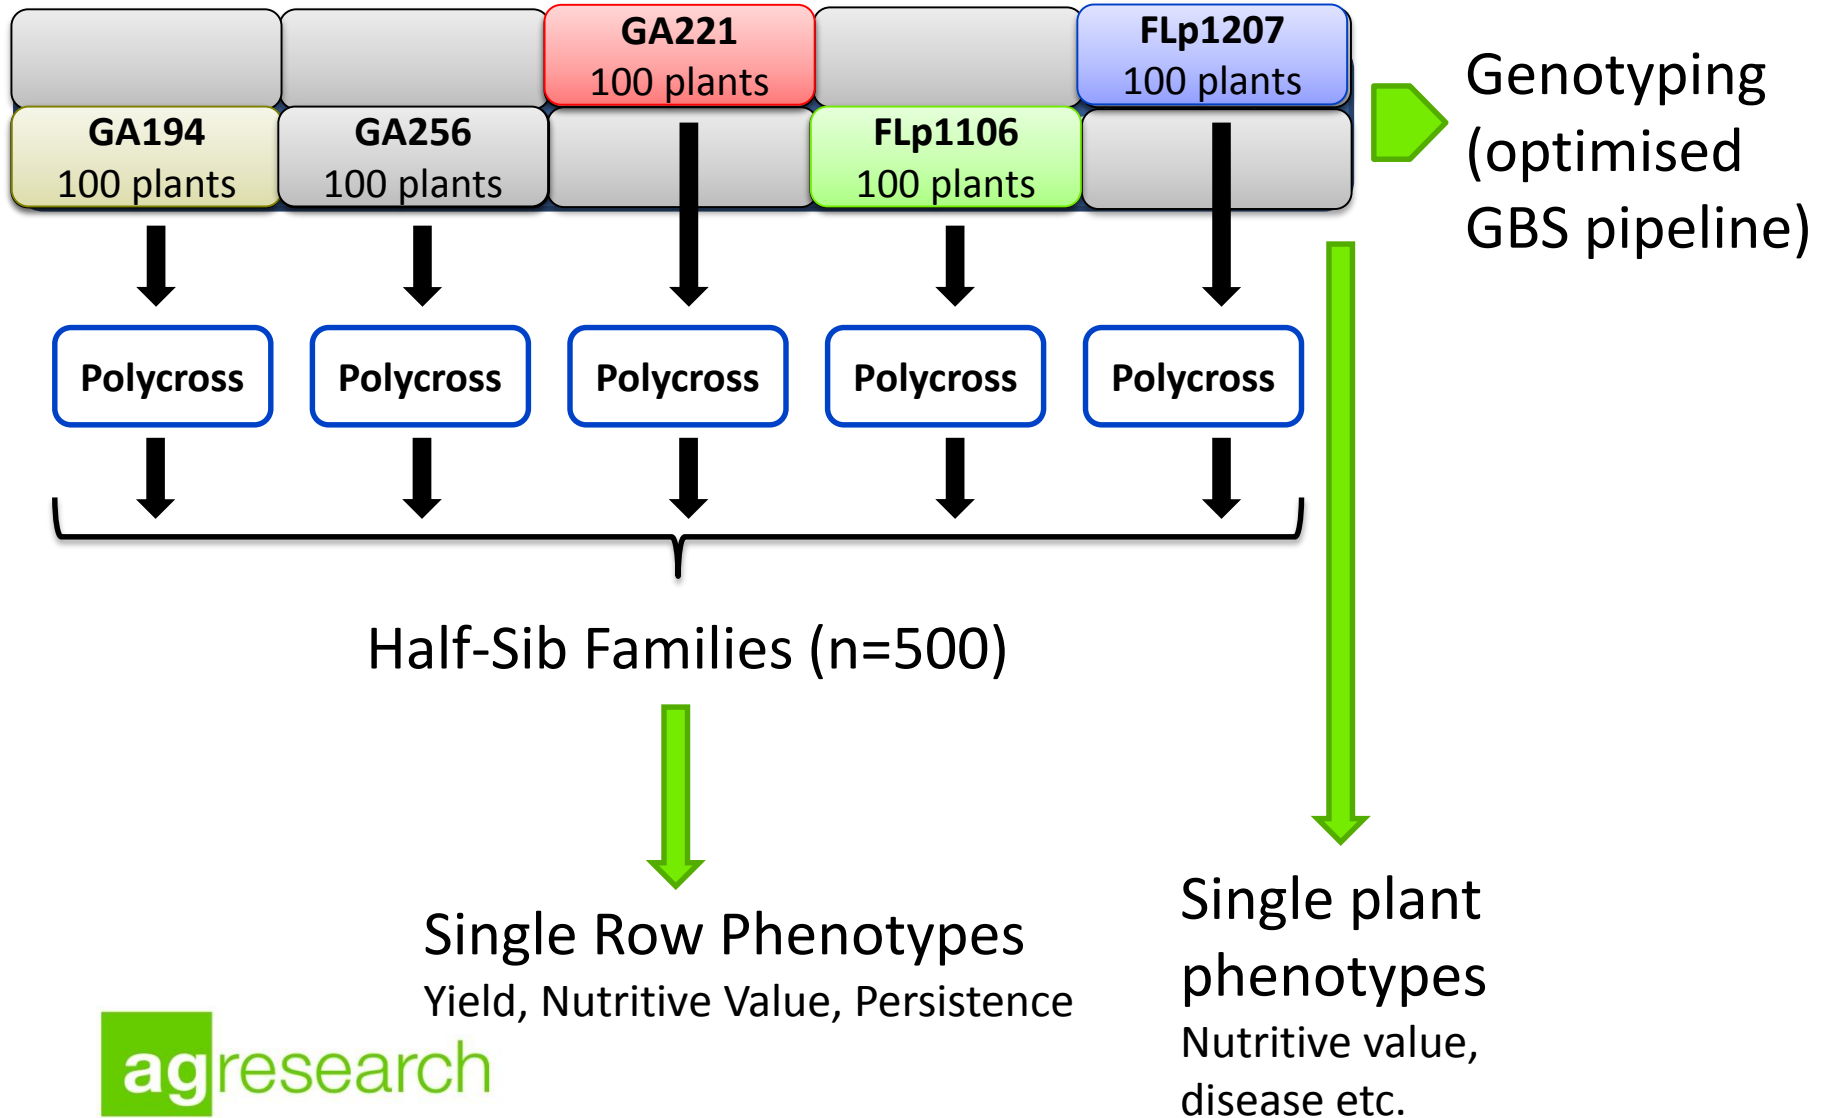 GA221
100 plants
FLp1207
100 plants
GA194
100 plants
GA256
100 plants
FLp1106
100 plants
Genotyping
(optimised
GBS pipeline)
Polycross
Polycross
Polycross
Polycross
Polycross
Half-Sib Families (n=500)
Single Row Phenotypes
Yield, Nutritive Value, Persistence
Single plant
phenotypes
Nutritive value,
disease etc.
agresearch